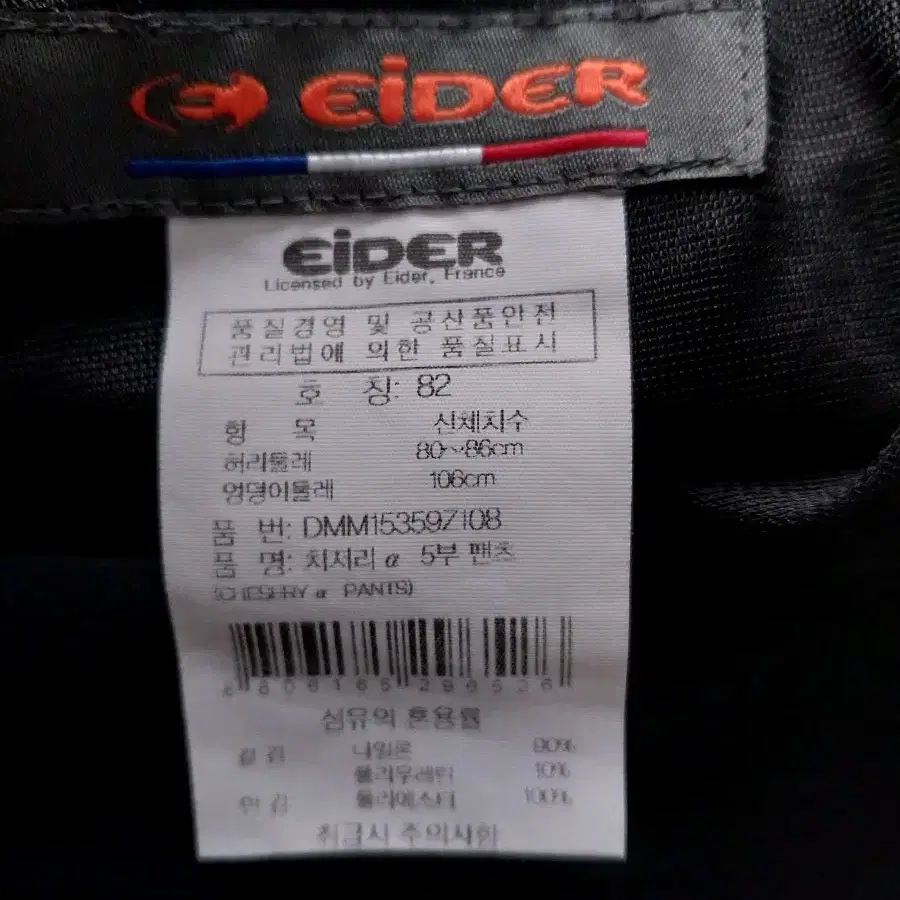 EiDER
EiDER
Licensed by Eider, France
품질경영 및 공산품안전
관리법에 의한 품질표시
호 칭: 82
항 목 신체치수
허리둘레 80~86cm
엉덩이둘레 106cm
품 번: DMM153597108
품 명: 치셔리 α 5부 팬츠
α PANTS)
섬유의 혼용률
겉감 나일론 90%
폴리우레탄 10%
안감 폴리에스터 100%
취급시 주의사항